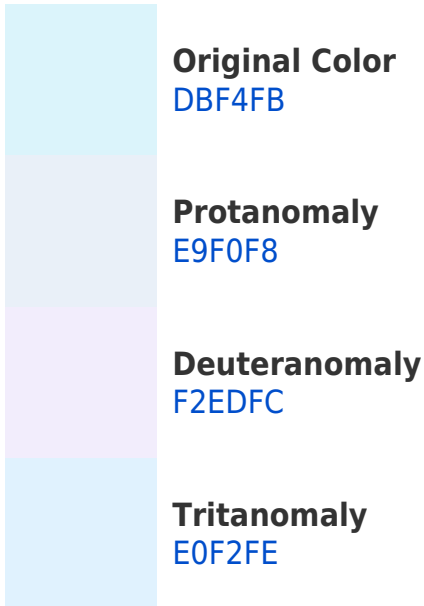 Original Color
DBF4FB
Protanomaly
E9F0F8
Deuteranomaly
F2EDFC
Tritanomaly
E0F2FE